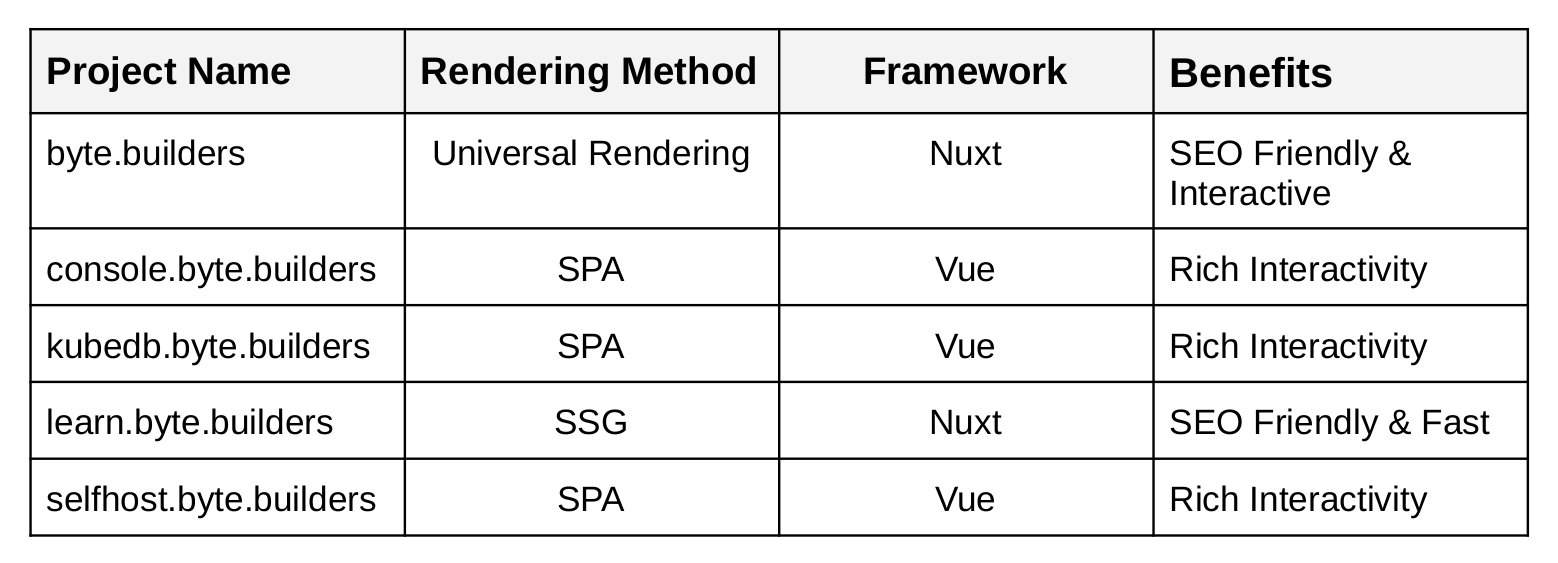 Project Name Rendering Method Framework Benefits
byte.builders Universal Rendering Nuxt SEO Friendly &
Interactive
console.byte.builders SPA Vue Rich Interactivity
kubedb.byte.builders SPA Vue Rich Interactivity
learn.byte.builders SSG Nuxt SEO Friendly & Fast
selfhost.byte.builders SPA Vue Rich Interactivity